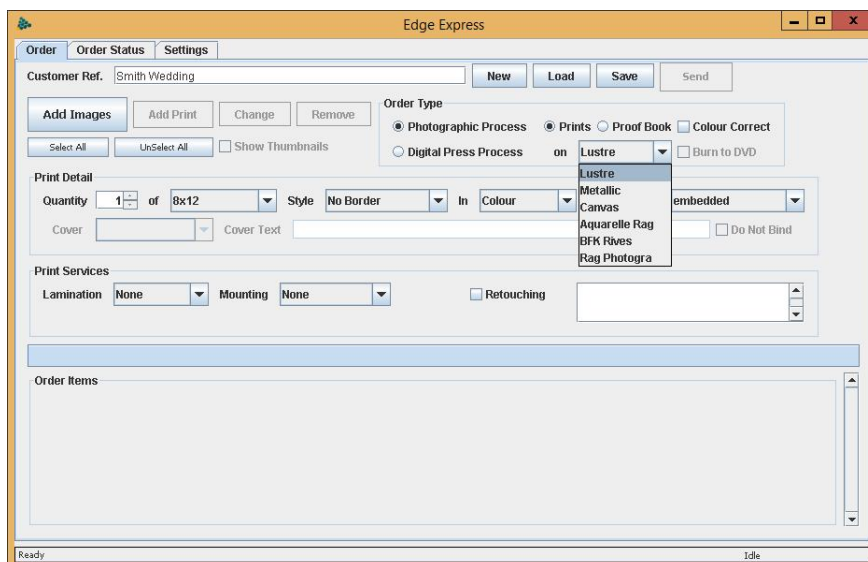 Edge Express
Order Order Status Settings
Customer Ref. Smith Wedding New Load Save Send
Add Images Add Print Change Remove
Select All UnSelect All Show Thumbnails
Order Type
Photographic Process Prints Proof Book Colour Correct
Digital Press Process on Lustre Burn to DVD
Lustre
Metallic
Canvas
Aquarelle Rag
BFK Rives
Rag Photogra
Print Detail
Quantity 1 of 8x12 Style No Border In Colour embedded
Cover Cover Text Do Not Bind
Print Services
Lamination None Mounting None Retouching
Order Items
Ready Idle